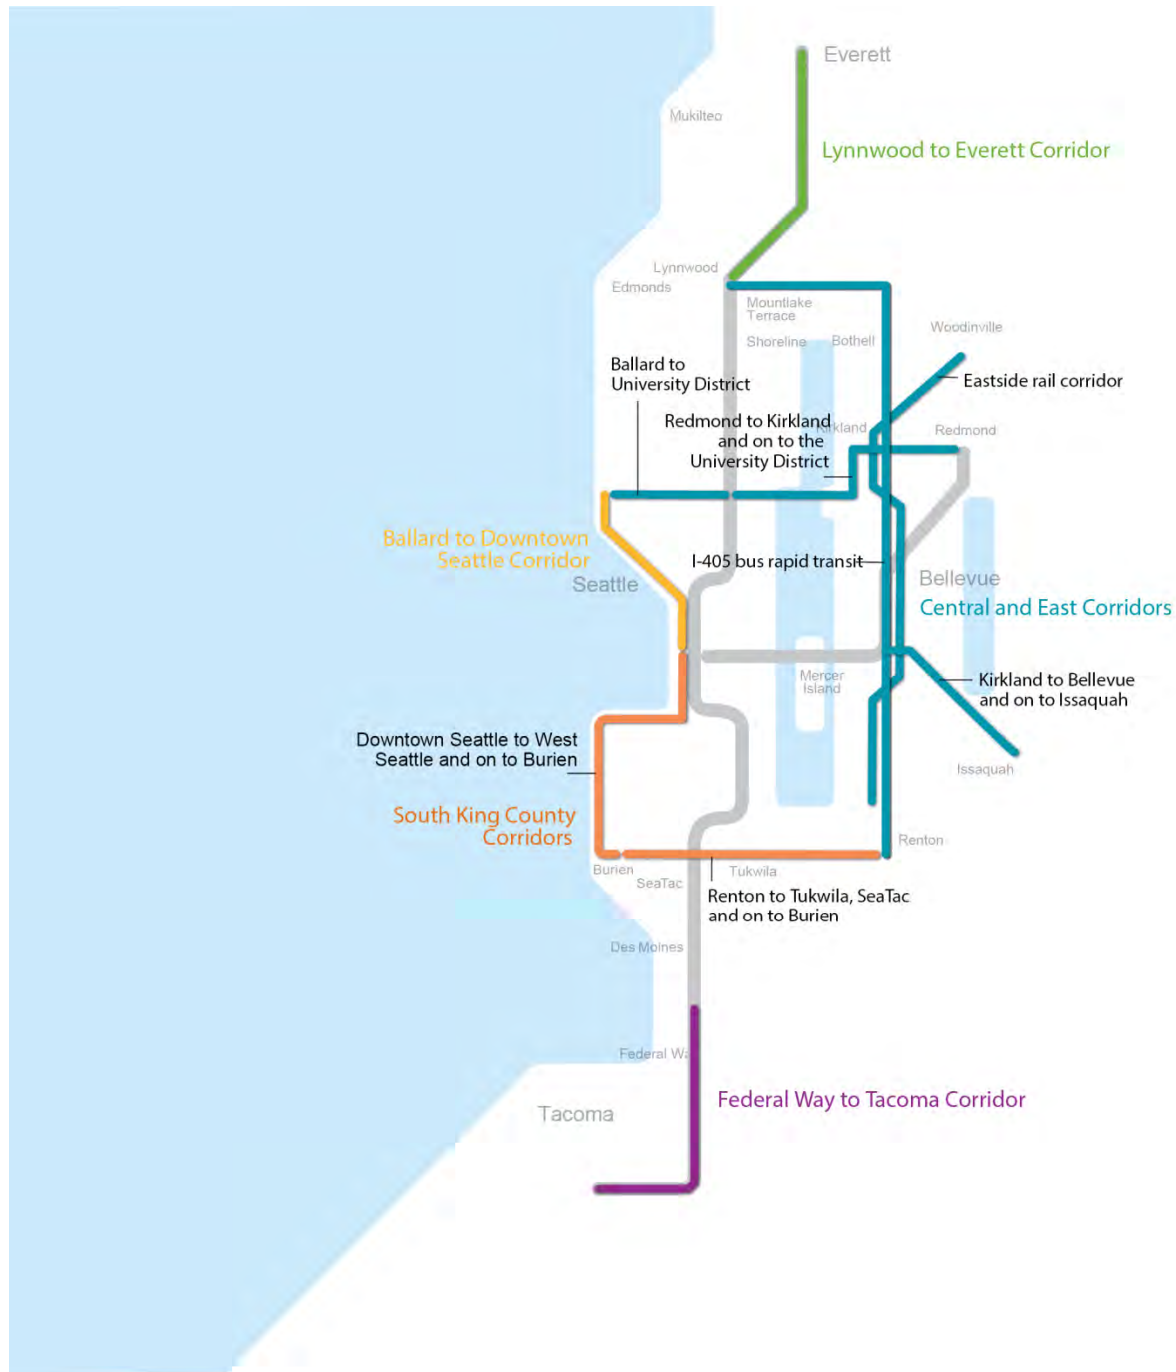 Everett
Mukilteo
Lynnwood to Everett Corridor
Lynnwood
Edmonds
Mountlake
Terrace
Shoreline
Bothell
Woodinville
Ballard to
University District
Eastside rail corridor
Redmond to Kirkland
and on to the
University District
Kirkland
Redmond
Ballard to Downtown
Seattle Corridor
Seattle
I-405 bus rapid transit
Bellevue
Central and East Corridors
Mercer
Island
Kirkland to Bellevue
and on to Issaquah
Issaquah
Downtown Seattle to West
Seattle and on to Burien
South King County
Corridors
Renton
Burien
SeaTac
Tukwila
Renton to Tukwila, SeaTac
and on to Burien
Des Moines
Federal Wa
Federal Way to Tacoma Corridor
Tacoma